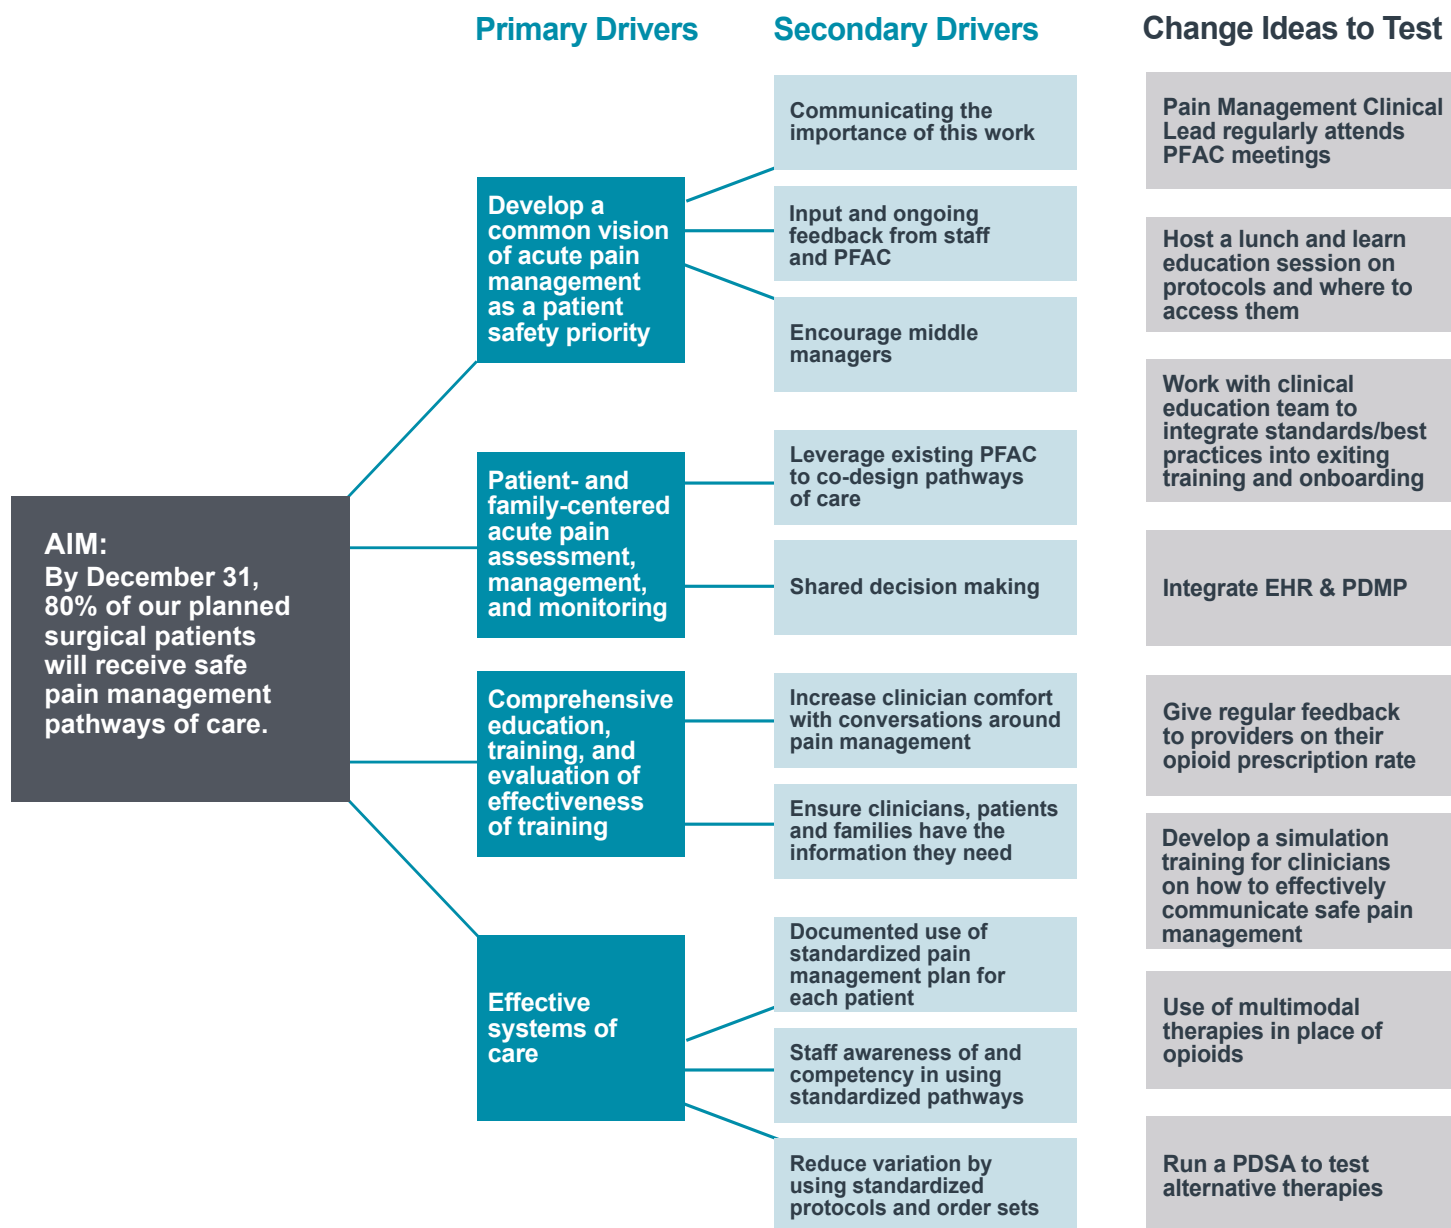 Primary Drivers
Secondary Drivers
Change Ideas to Test
AIM:
By December 31,
80% of our planned
surgical patients
will receive safe
pain management
pathways of care.
Develop a
common vision
of acute pain
management
as a patient
safety priority
Patient- and
family-centered
acute pain
assessment,
management,
and monitoring
Comprehensive
education,
training, and
evaluation of
effectiveness
of training
Effective
systems of
care
Communicating the
importance of this work
Input and ongoing
feedback from staff
and PFAC
Encourage middle
managers
Leverage existing PFAC
to co-design pathways
of care
Shared decision making
Increase clinician comfort
with conversations around
pain management
Ensure clinicians, patients
and families have the
information they need
Documented use of
standardized pain
management plan for
each patient
Staff awareness of and
competency in using
standardized pathways
Reduce variation by
using standardized
protocols and order sets
Pain Management Clinical
Lead regularly attends
PFAC meetings
Host a lunch and learn
education session on
protocols and where to
access them
Work with clinical
education team to
integrate standards/best
practices into exiting
training and onboarding
Integrate EHR & PDMP
Give regular feedback
to providers on their
opioid prescription rate
Develop a simulation
training for clinicians
on how to effectively
communicate safe pain
management
Use of multimodal
therapies in place of
opioids
Run a PDSA to test
alternative therapies